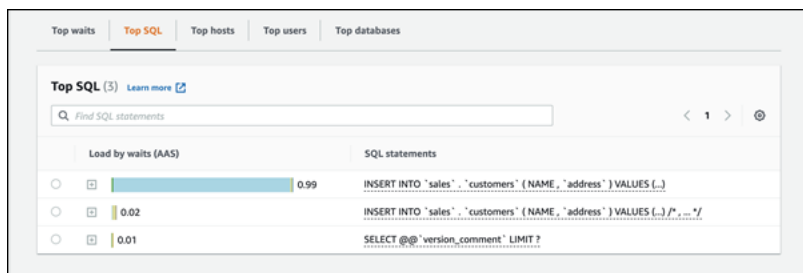 Top waits Top SQL Top hosts Top users Top databases
Top SQL (3) Learn more
Find SQL statements
< 1 >
Load by waits (AAS) SQL statements
0.99 INSERT INTO `sales` . `customers` ( NAME , `address` ) VALUES (...)
0.02 INSERT INTO `sales` . `customers` ( NAME , `address` ) VALUES (...) /* , ... */
0.01 SELECT @@`version_comment` LIMIT ?